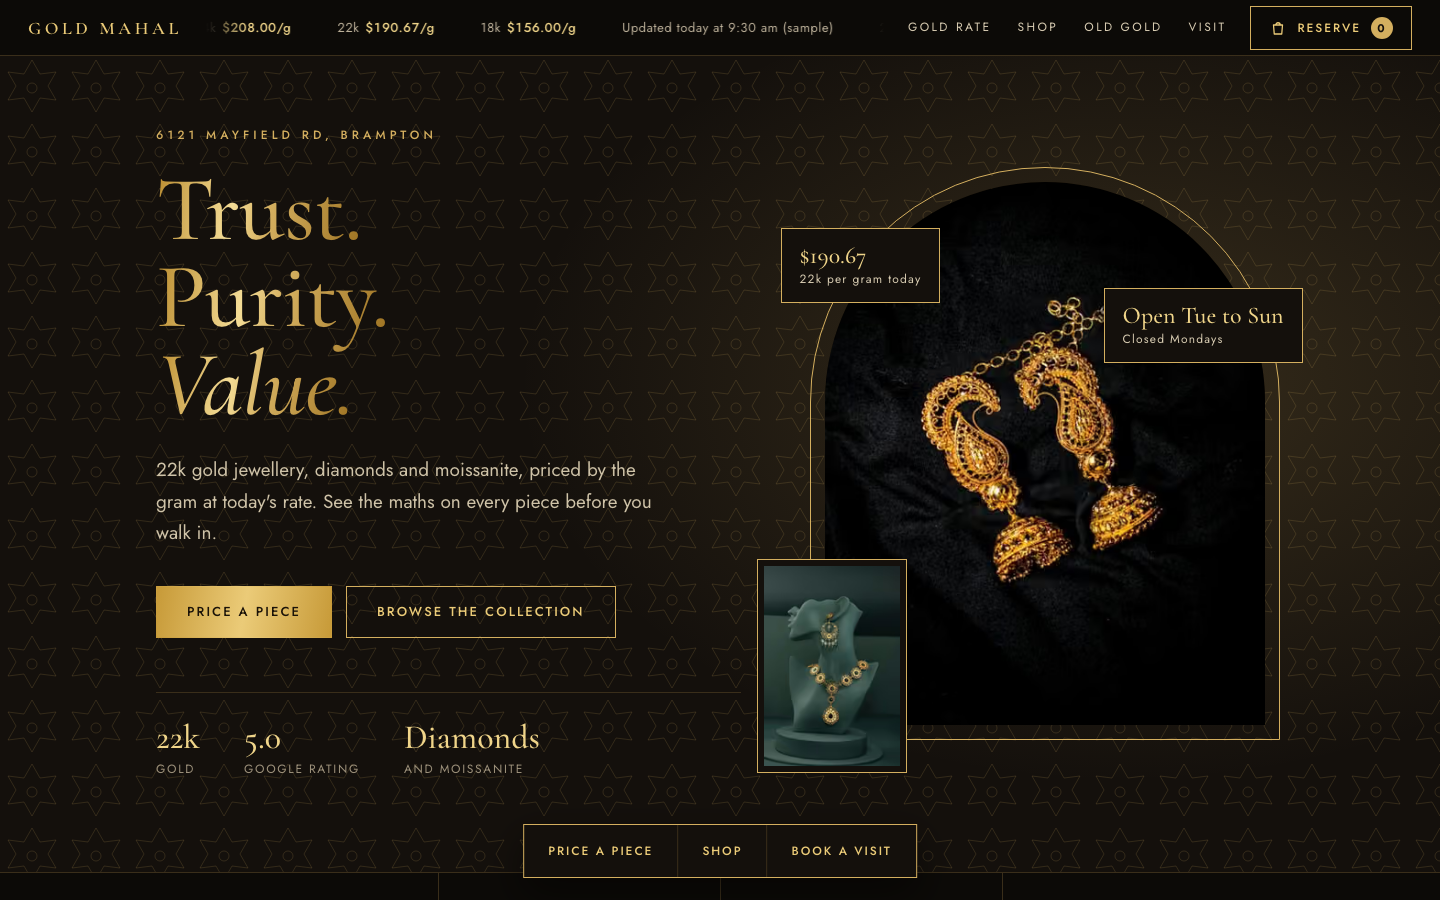 GOLD MAHAL
k $208.00/g 22k $190.67/g 18k $156.00/g Updated today at 9:30 am (sample)
GOLD RATE SHOP OLD GOLD VISIT RESERVE 0
6121 MAYFIELD RD, BRAMPTON
Trust.
Purity.
Value.
22k gold jewellery, diamonds and moissanite, priced by the
gram at today's rate. See the maths on every piece before you
walk in.
PRICE A PIECE BROWSE THE COLLECTION
22k
GOLD
5.0
GOOGLE RATING
Diamonds
AND MOISSANITE
$190.67
22k per gram today
Open Tue to Sun
Closed Mondays
PRICE A PIECE SHOP BOOK A VISIT